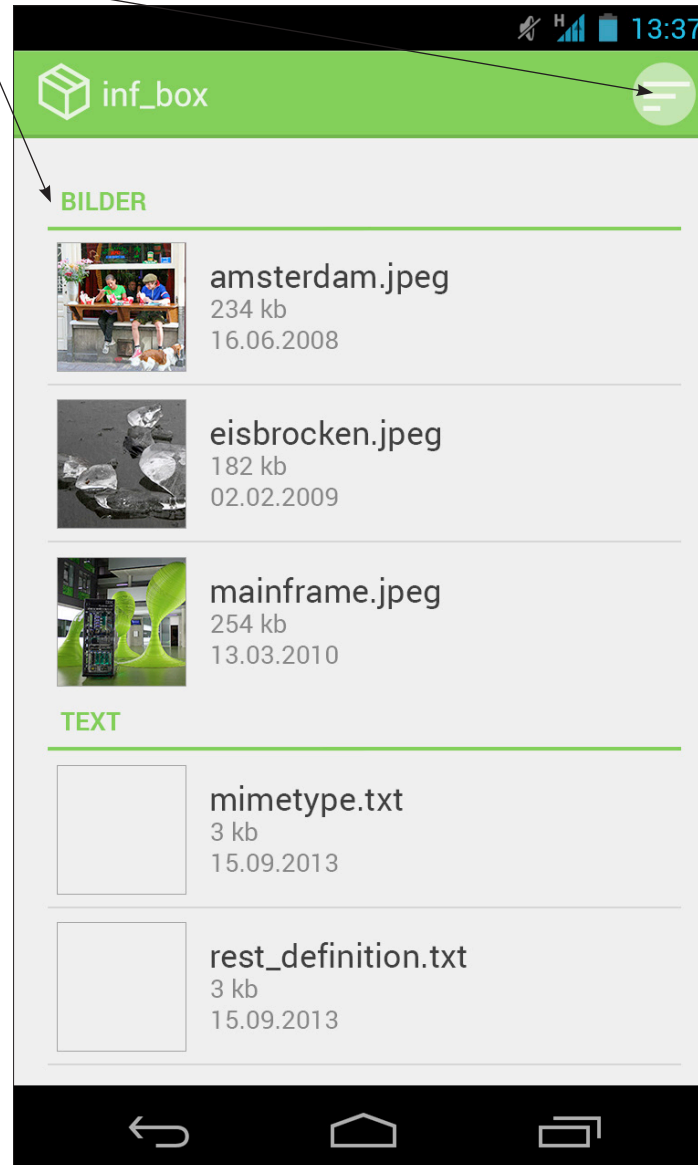 H 13:37
inf_box
BILDER
amsterdam.jpeg
234 kb
16.06.2008
eisbrocken.jpeg
182 kb
02.02.2009
mainframe.jpeg
254 kb
13.03.2010
TEXT
mimetype.txt
3 kb
15.09.2013
rest_definition.txt
3 kb
15.09.2013